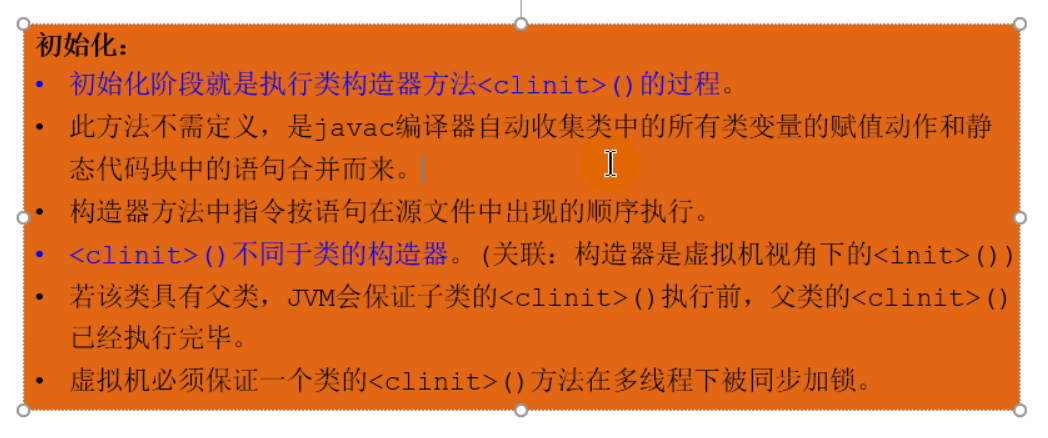 初始化：
• 初始化阶段就是执行类构造器方法<clinit>()的过程。
• 此方法不需定义，是javac编译器自动收集类中的所有类变量的赋值动作和静
态代码块中的语句合并而来。
• 构造器方法中指令按语句在源文件中出现的顺序执行。
• <clinit>()不同于类的构造器。(关联：构造器是虚拟机视角下的<init>())
• 若该类具有父类，JVM会保证子类的<clinit>()执行前，父类的<clinit>()
已经执行完毕。
• 虚拟机必须保证一个类的<clinit>()方法在多线程下被同步加锁。